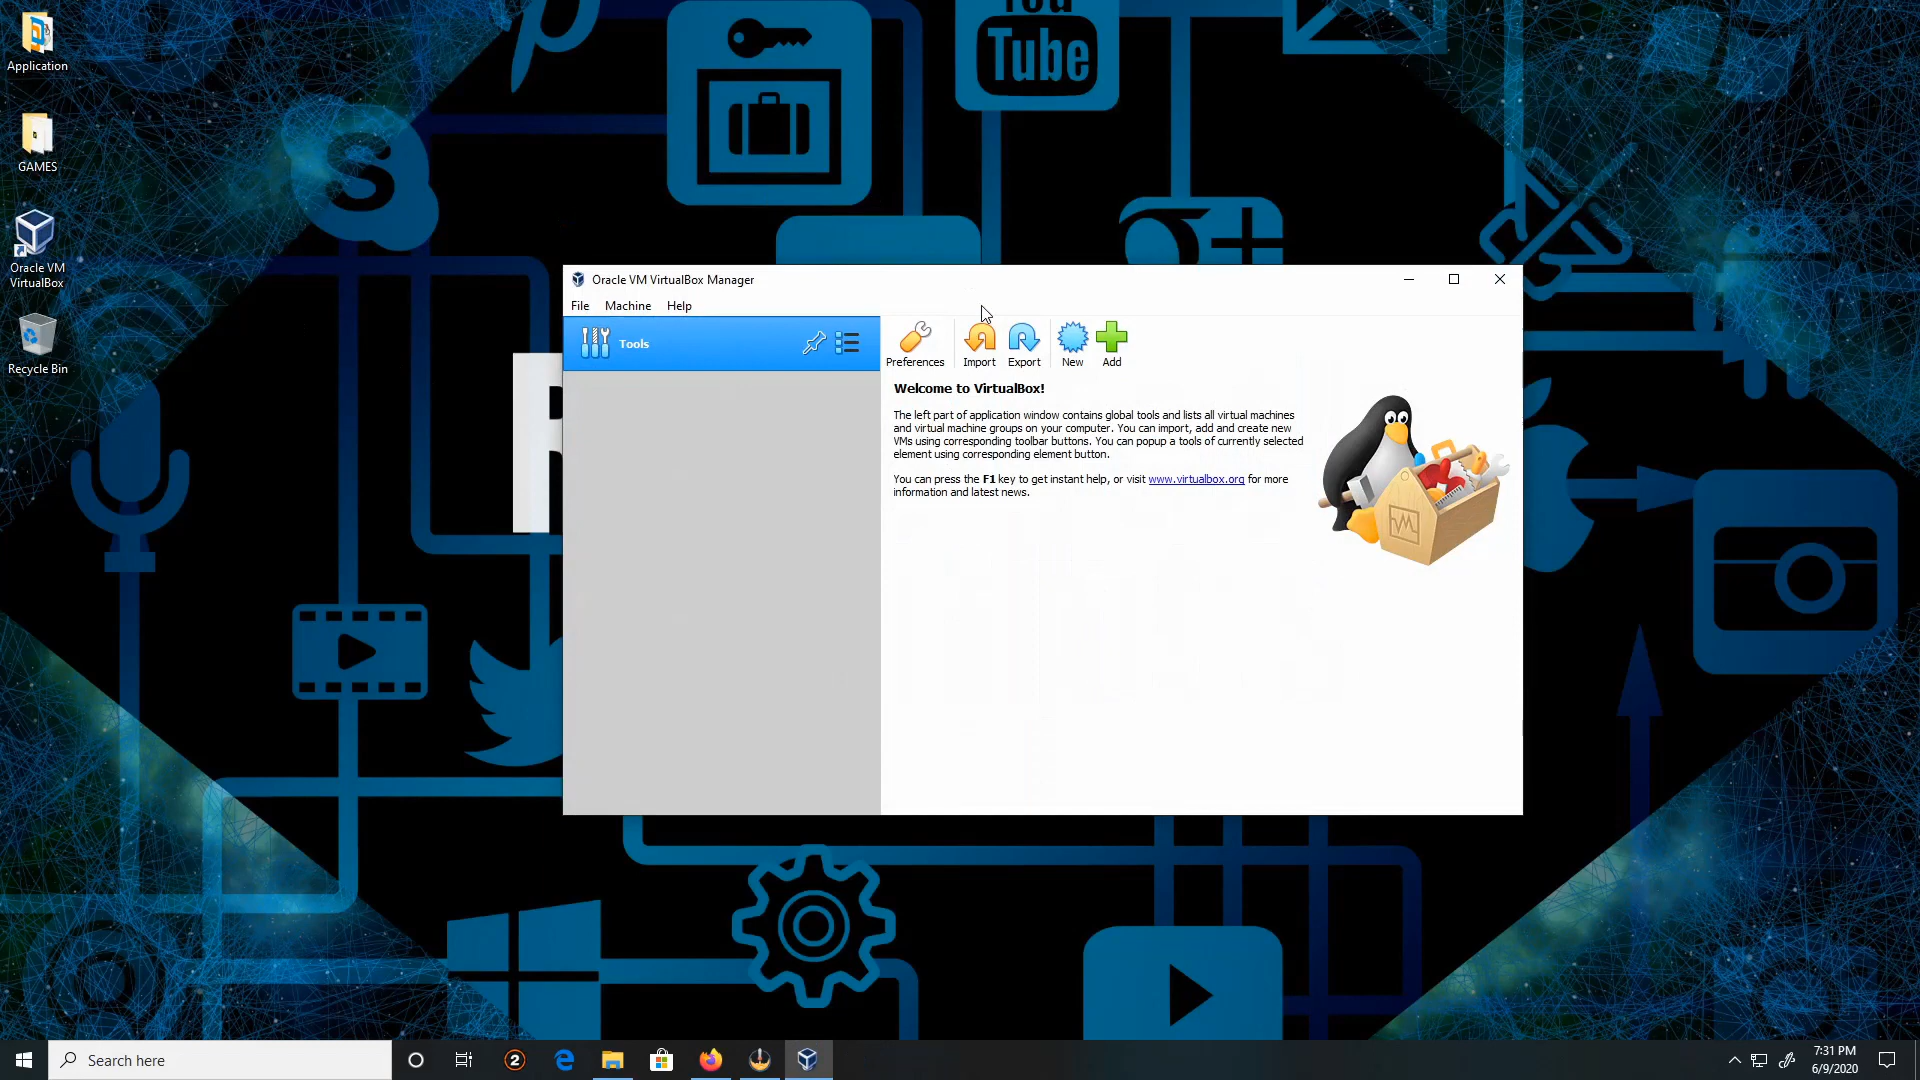 Application
GAMES
Oracle VM
VirtualBox
Recycle Bin
You
Tube
Oracle VM VirtualBox Manager
File Machine Help
Tools
Preferences Import Export New Add
Welcome to VirtualBox!
The left part of application window contains global tools and lists all virtual machines
and virtual machine groups on your computer. You can import, add and create new
VMs using corresponding toolbar buttons. You can popup a tools of currently selected
element using corresponding element button.
You can press the F1 key to get instant help, or visit www.virtualbox.org for more
information and latest news.
Search here
2
7:31 PM
6/9/2020